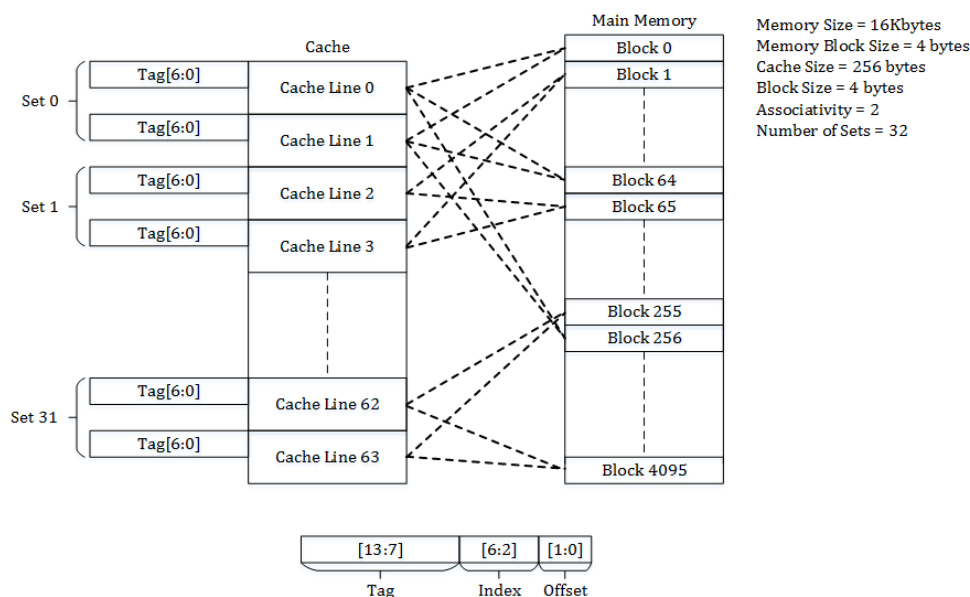 Main Memory
Cache
Memory Size = 16Kbytes
Memory Block Size = 4 bytes
Cache Size = 256 bytes
Block Size = 4 bytes
Associativity = 2
Number of Sets = 32
Set 0
Tag[6:0]
Cache Line 0
Tag[6:0]
Cache Line 1
Set 1
Tag[6:0]
Cache Line 2
Tag[6:0]
Cache Line 3
Set 31
Tag[6:0]
Cache Line 62
Tag[6:0]
Cache Line 63
Block 0
Block 1
Block 64
Block 65
Block 255
Block 256
Block 4095
[13:7] [6:2] [1:0]
Tag Index Offset